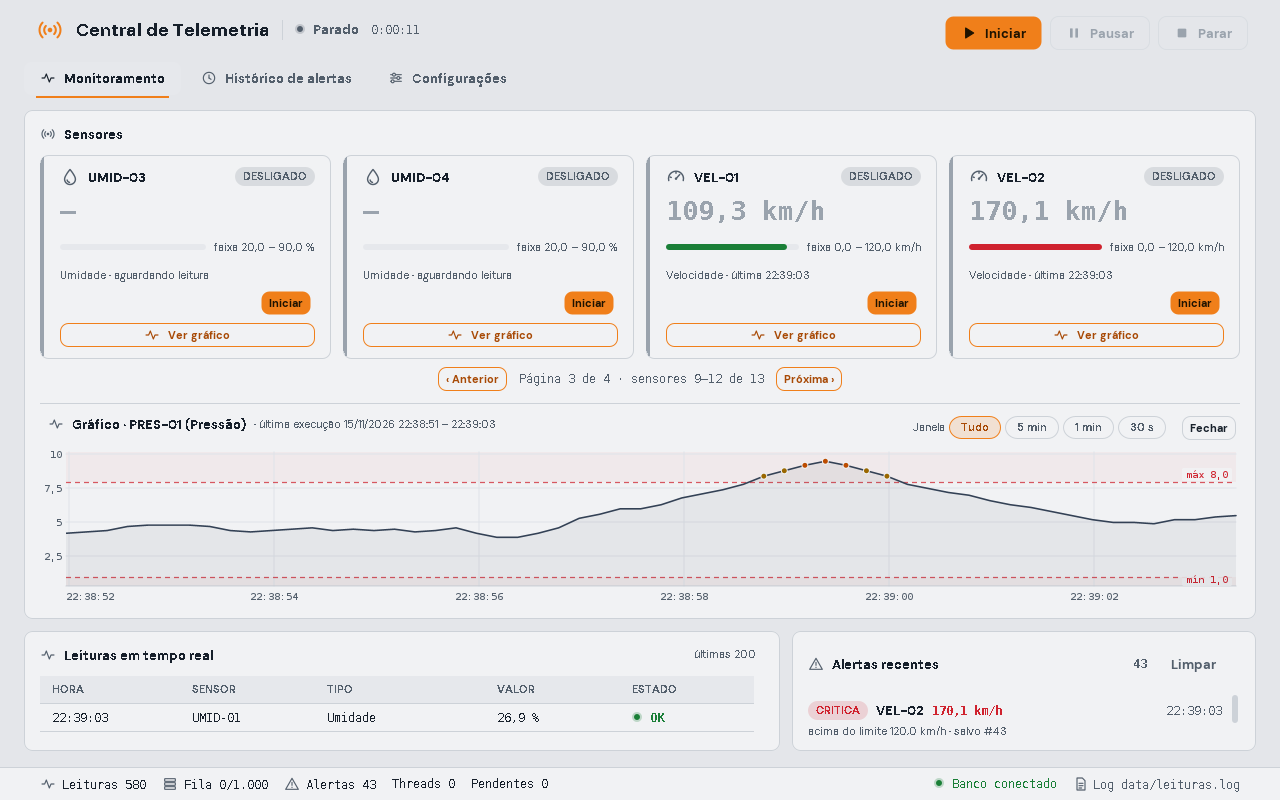 Central de Telemetria
Parado 0:00:11
Iniciar
Pausar
Parar
Monitoramento
Histórico de alertas
Configurações
Sensores
UMID-03 DESLIGADO
—
faixa 20,0 – 90,0 %
Umidade · aguardando leitura
Iniciar
Ver gráfico
UMID-04 DESLIGADO
—
faixa 20,0 – 90,0 %
Umidade · aguardando leitura
Iniciar
Ver gráfico
VEL-01 DESLIGADO
109,3 km/h
faixa 0,0 – 120,0 km/h
Velocidade · última 22:39:03
Iniciar
Ver gráfico
VEL-02 DESLIGADO
170,1 km/h
faixa 0,0 – 120,0 km/h
Velocidade · última 22:39:03
Iniciar
Ver gráfico
‹ Anterior Página 3 de 4 · sensores 9–12 de 13 Próxima ›
Gráfico · PRES-01 (Pressão) · última execução 15/11/2026 22:38:51 – 22:39:03
Janela Tudo 5 min 1 min 30 s Fechar
10
máx 8,0
7,5
5
2,5
mín 1,0
22:38:52 22:38:54 22:38:56 22:38:58 22:39:00 22:39:02
Leituras em tempo real últimas 200
HORA SENSOR TIPO VALOR ESTADO
22:39:03 UMID-01 Umidade 26,9 % OK
Alertas recentes 43 Limpar
CRITICA VEL-02 170,1 km/h 22:39:03
acima do limite 120.0 km/h · salvo #43
Leituras 580 Fila 0/1.000 Alertas 43 Threads 0 Pendentes 0
Banco conectado Log data/leituras.log